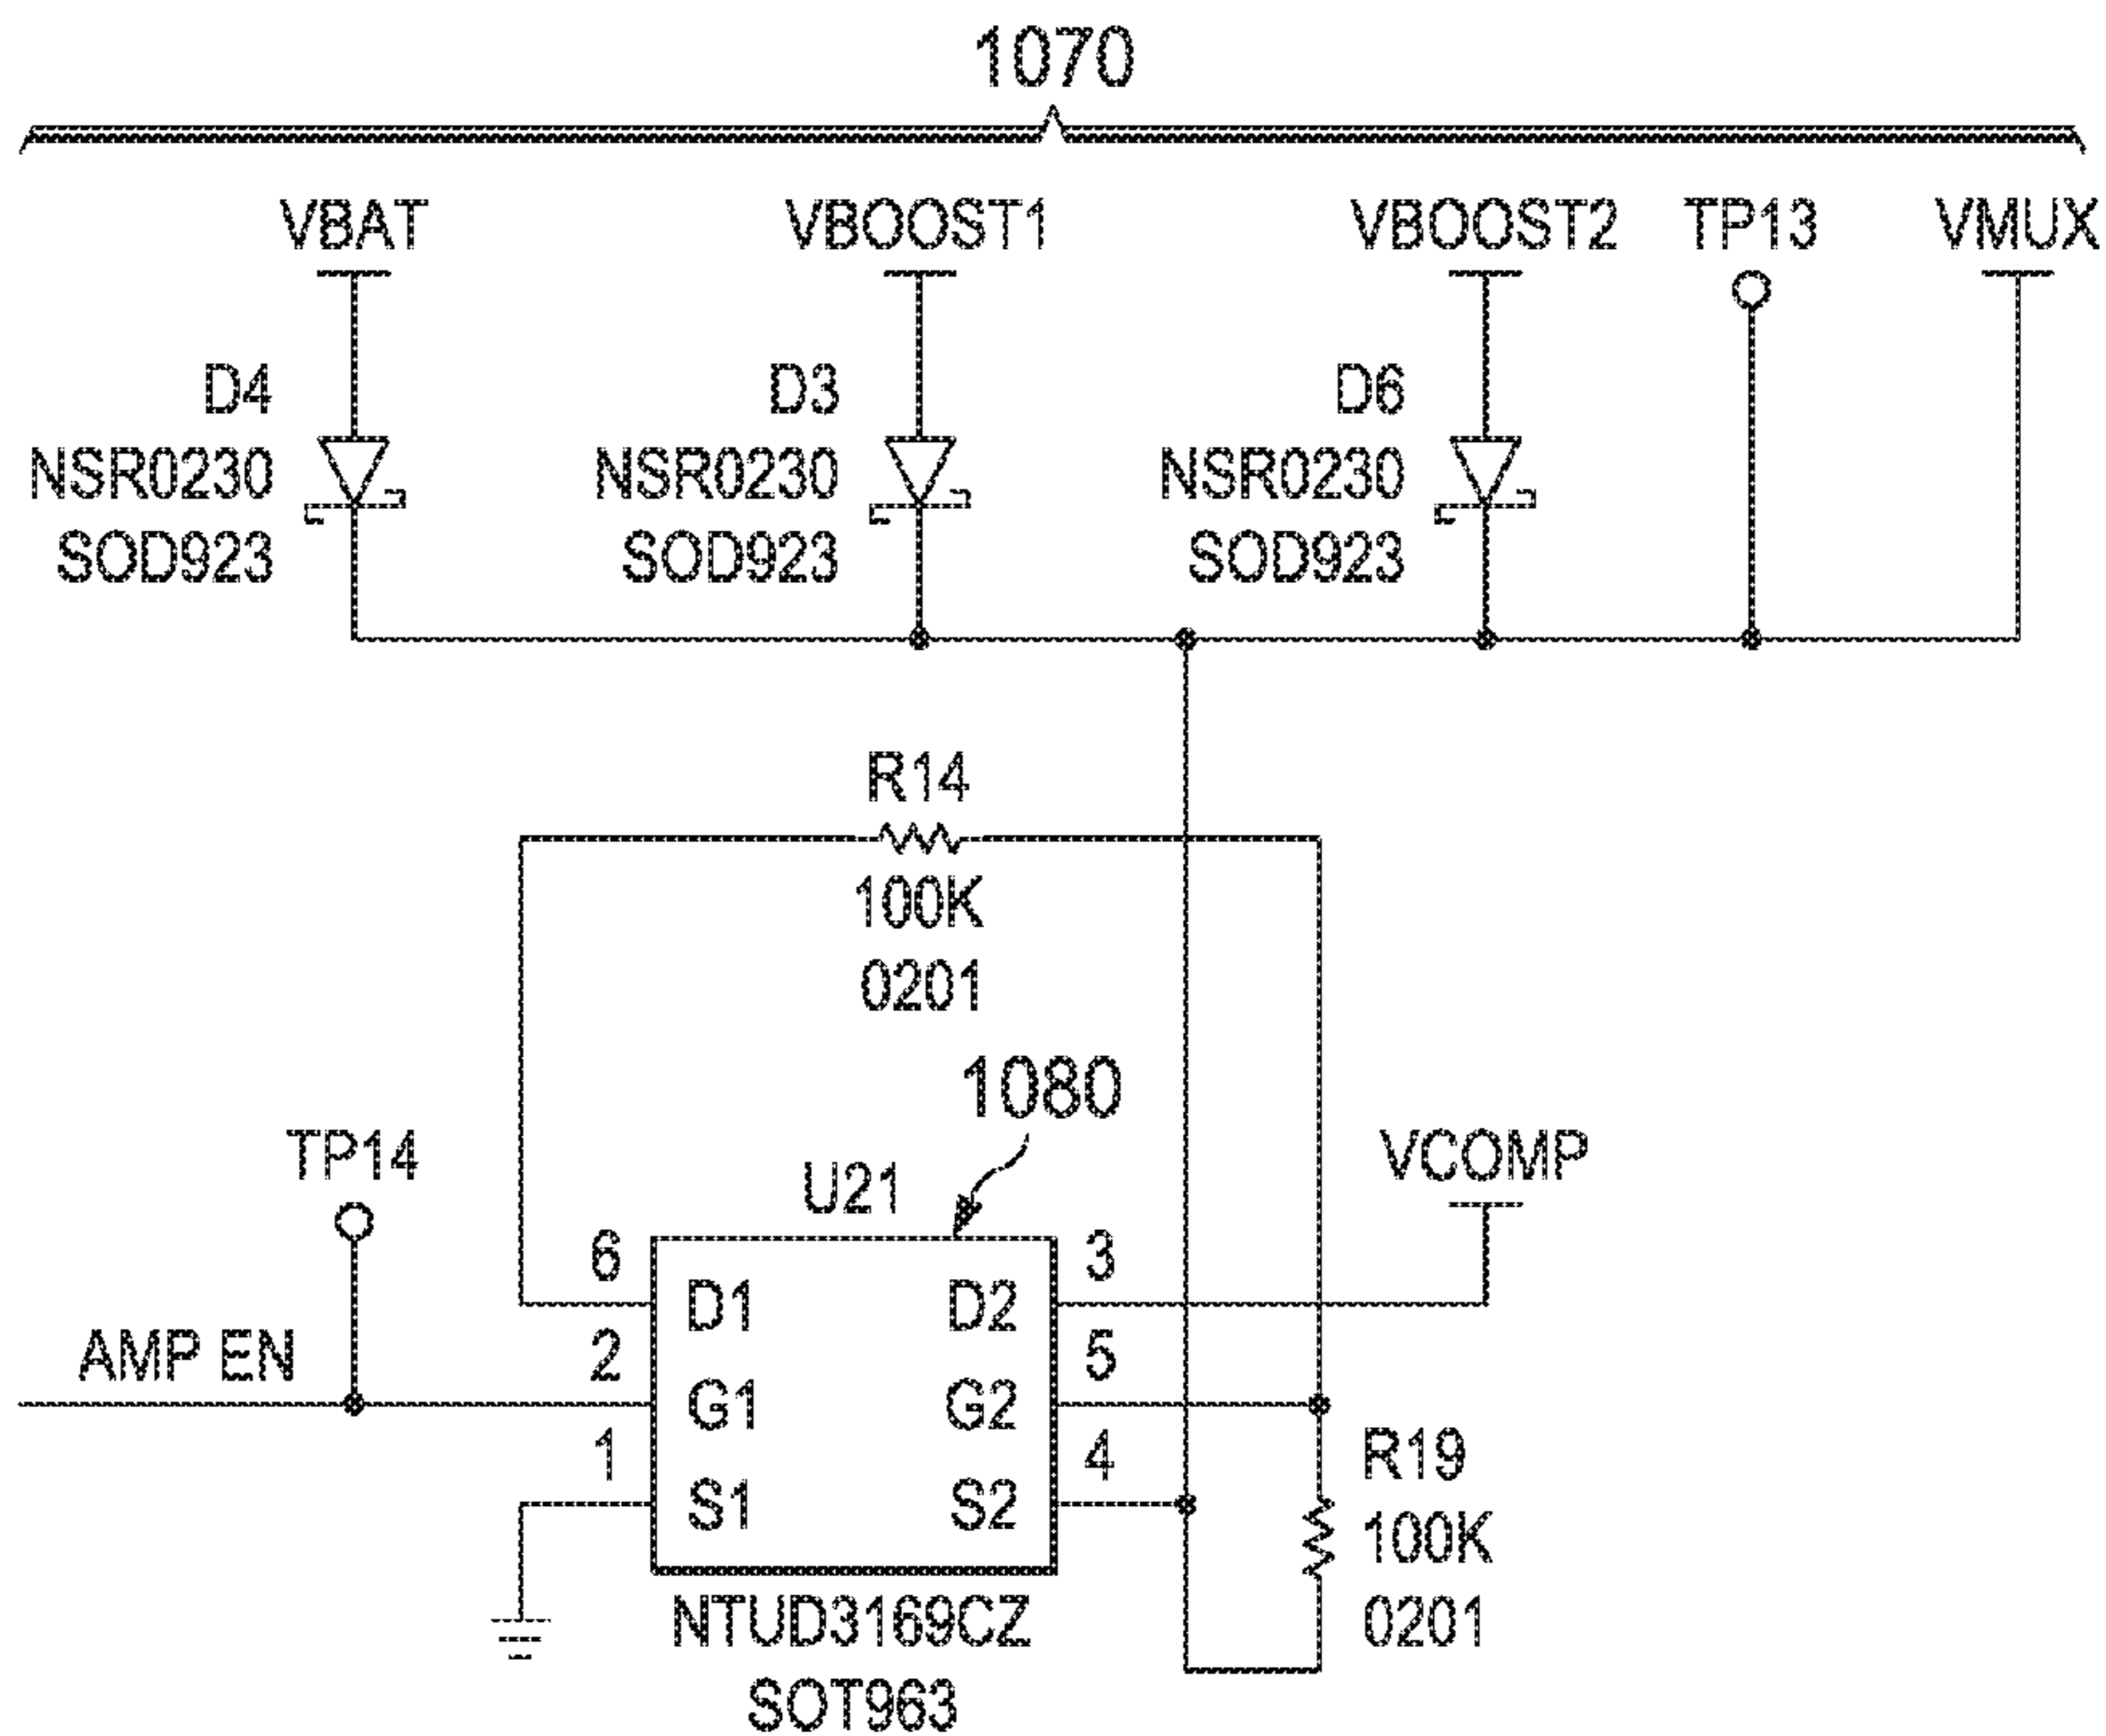 1070
VBAT
VBOOST1
VBOOST2
TP13
VMUX
D4
NSR0230
SOD923
D3
NSR0230
SOD923
D6
NSR0230
SOD923
R14
100K
0201
1080
TP14
U21
VCOMP
6
D1
D2
3
AMP EN
2
G1
G2
5
1
S1
S2
4
R19
100K
0201
NTUD3169CZ
SOT963